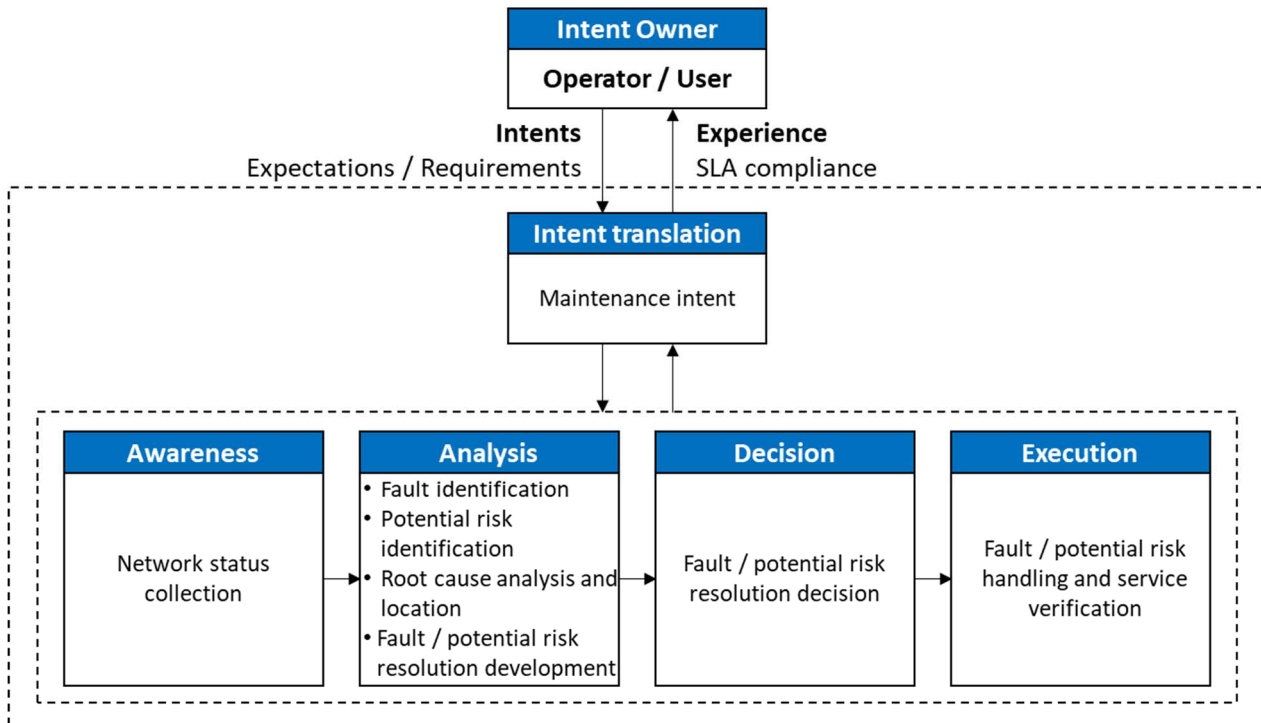 Intent Owner
Operator / User
Intents
Expectations / Requirements
Experience
SLA compliance
Intent translation
Maintenance intent
Awareness
Network status
collection
Analysis
• Fault identification
• Potential risk
identification
• Root cause analysis and
location
• Fault / potential risk
resolution development
Decision
Fault / potential risk
resolution decision
Execution
Fault / potential risk
handling and service
verification